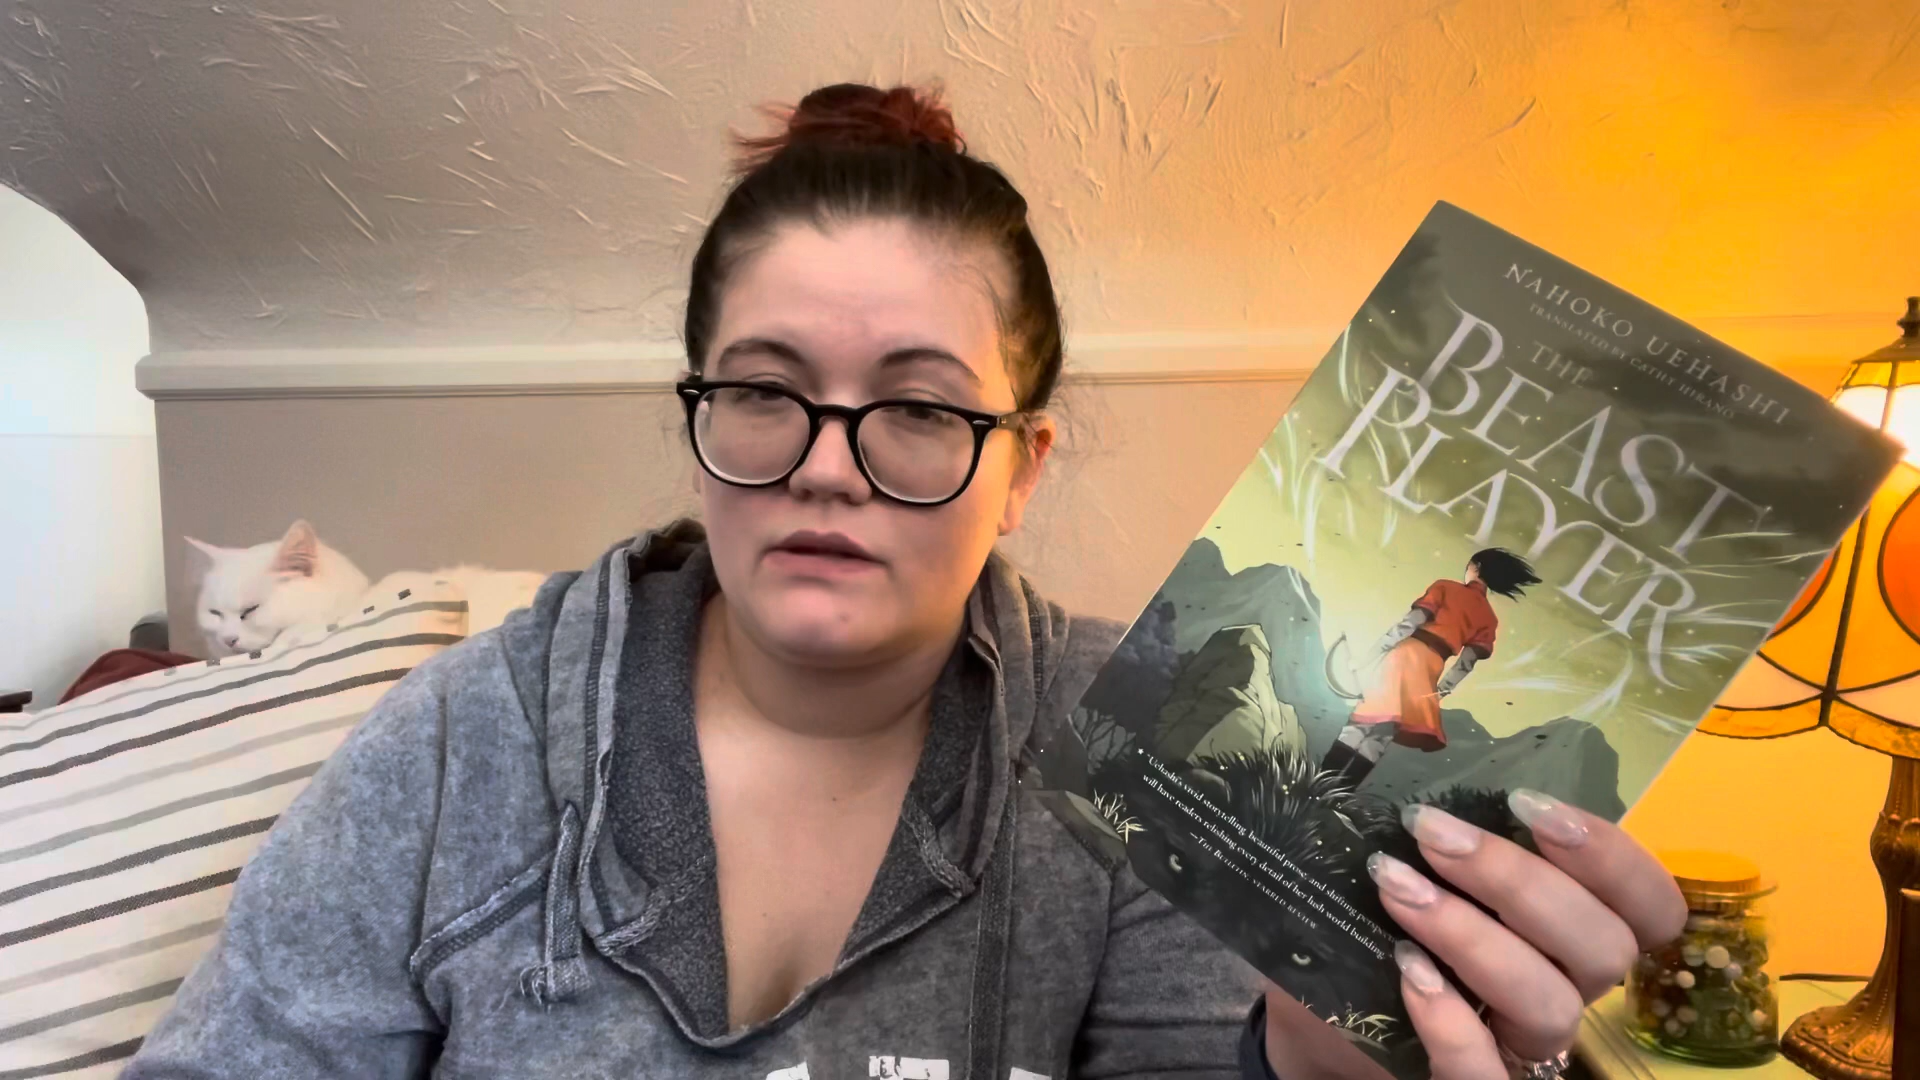 NAHOKO UEHASHI
TRANSLATED BY CATHY HIRANO
THE
BEAST
PLAYER
★ "Uehashi's vivid storytelling, beautiful prose, and shifting
will have readers relishing every detail of her lush world building."
—THE BULLETIN, STARRED REVIEW